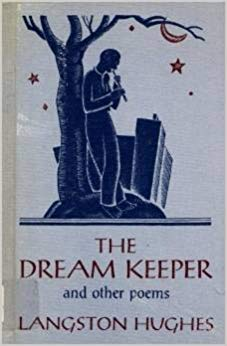 THE
DREAM KEEPER
and other poems
LANGSTON HUGHES